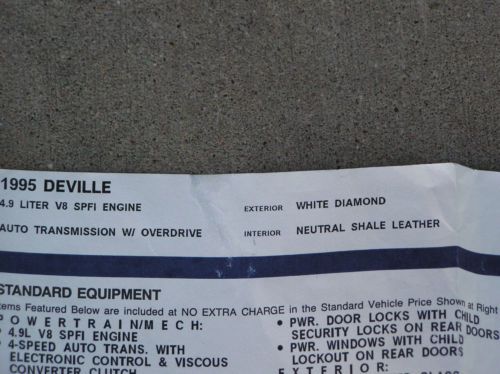 1995 DEVILLE
4.9 LITER V8 SPFI ENGINE
EXTERIOR WHITE DIAMOND
AUTO TRANSMISSION W/ OVERDRIVE
INTERIOR NEUTRAL SHALE LEATHER
STANDARD EQUIPMENT
Items Featured Below are included at NO EXTRA CHARGE in the Standard Vehicle Price Shown at Right
POWERTRAIN/MECH:
• 4.9L V8 SPFI ENGINE
• 4-SPEED AUTO TRANS. WITH
ELECTRONIC CONTROL & VISCOUS
CONVERTER CLUTCH
• PWR. DOOR LOCKS WITH CHILD
SECURITY LOCKS ON REAR DOORS
• PWR. WINDOWS WITH CHILD
LOCKOUT ON REAR DOORS
EXTERIOR: